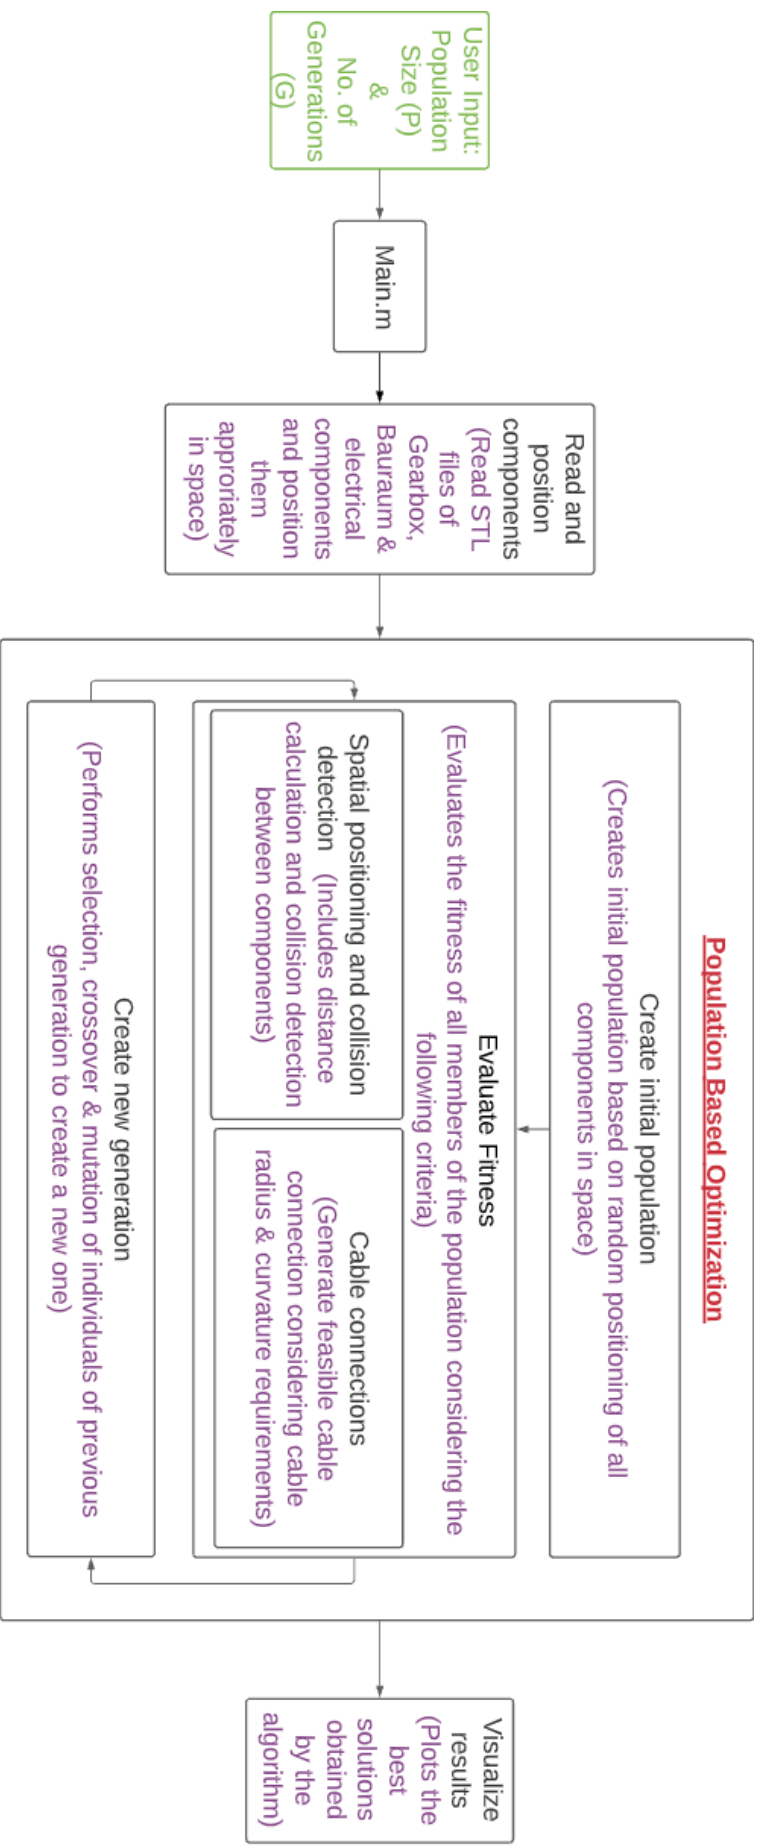 User Input:
Population
Size (P)
&
No. of
Generations
(G)
Main.m
Read and
position
components
(Read STL
files of
Gearbox,
Bauraum &
electrical
components
and position
them
approriately
in space)
Population Based Optimization
Create initial population
(Creates initial population based on random positioning of all
components in space)
Evaluate Fitness
(Evaluates the fitness of all members of the population considering the
following criteria)
Spatial positioning and collision
detection (Includes distance
calculation and collision detection
between components)
Cable connections
(Generate feasible cable
connection considering cable
radius & curvature requirements)
Create new generation
(Performs selection, crossover & mutation of individuals of previous
generation to create a new one)
Visualize
results
(Plots the
best
solutions
obtained
by the
algorithm)